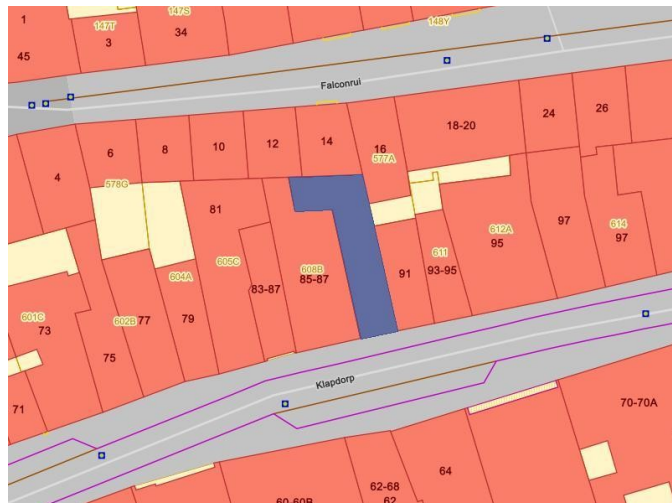 1
147T
147S
148Y
45
3
34
Falconrui
4
6
8
10
12
14
16
577A
18-20
24
26
578G
81
604A
605C
83-87
608B
85-87
91
611
93-95
612A
95
97
614
97
601C
73
602B
77
79
75
71
Klapdorp
70-70A
64
62-68
62
60-60B